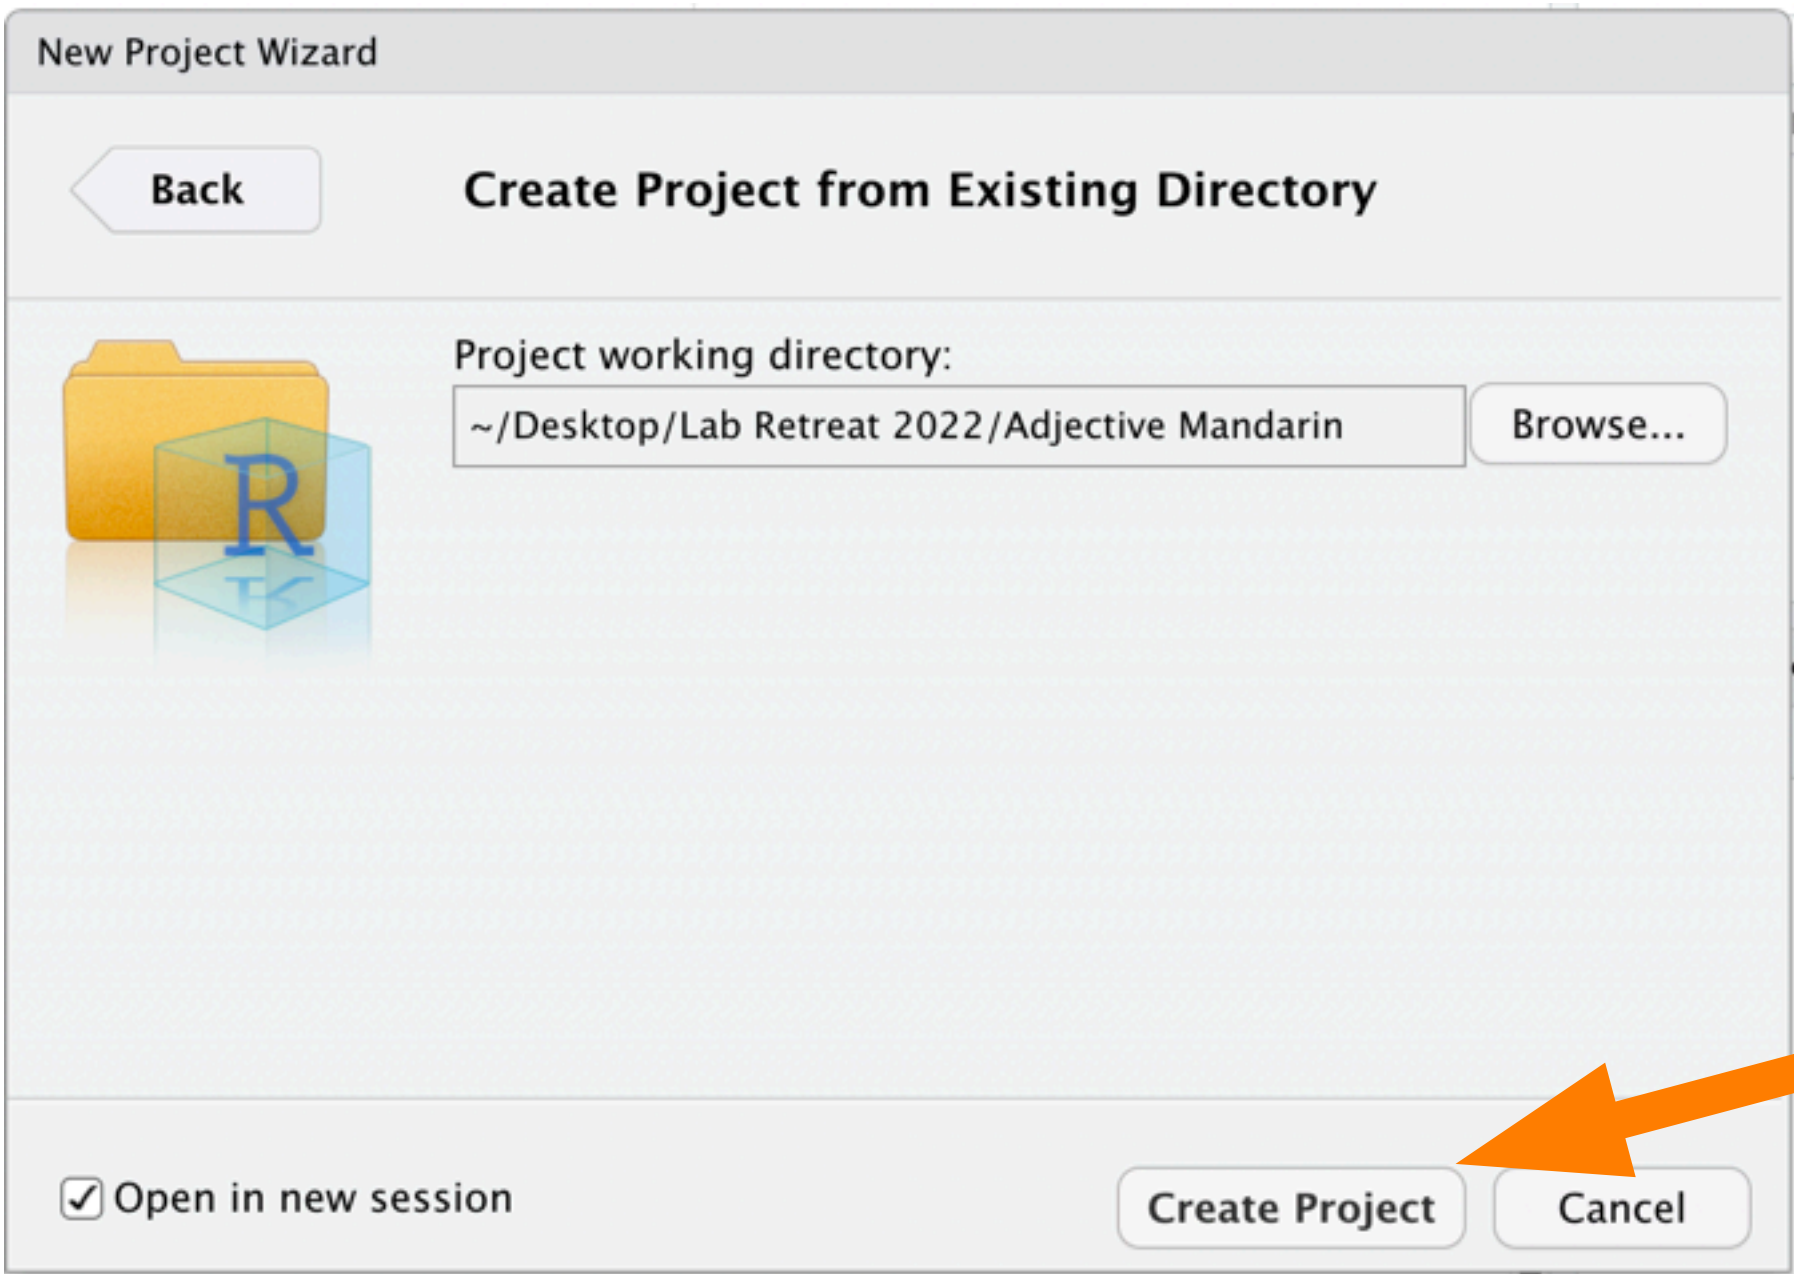 New Project Wizard
Back
Create Project from Existing Directory
Project working directory:
~/Desktop/Lab Retreat 2022/Adjective Mandarin
Browse...
R
Open in new session
Create Project
Cancel